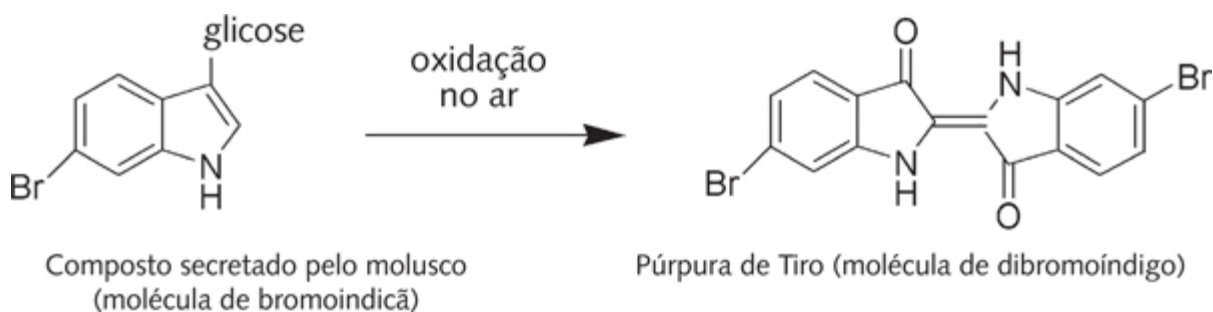 glicose
Br
N
H
oxidação
no ar
O
H
N
Br
Br
N
H
O
Composto secretado pelo molusco
(molécula de bromoindicã)
Púrpura de Tiro (molécula de dibromoíndigo)